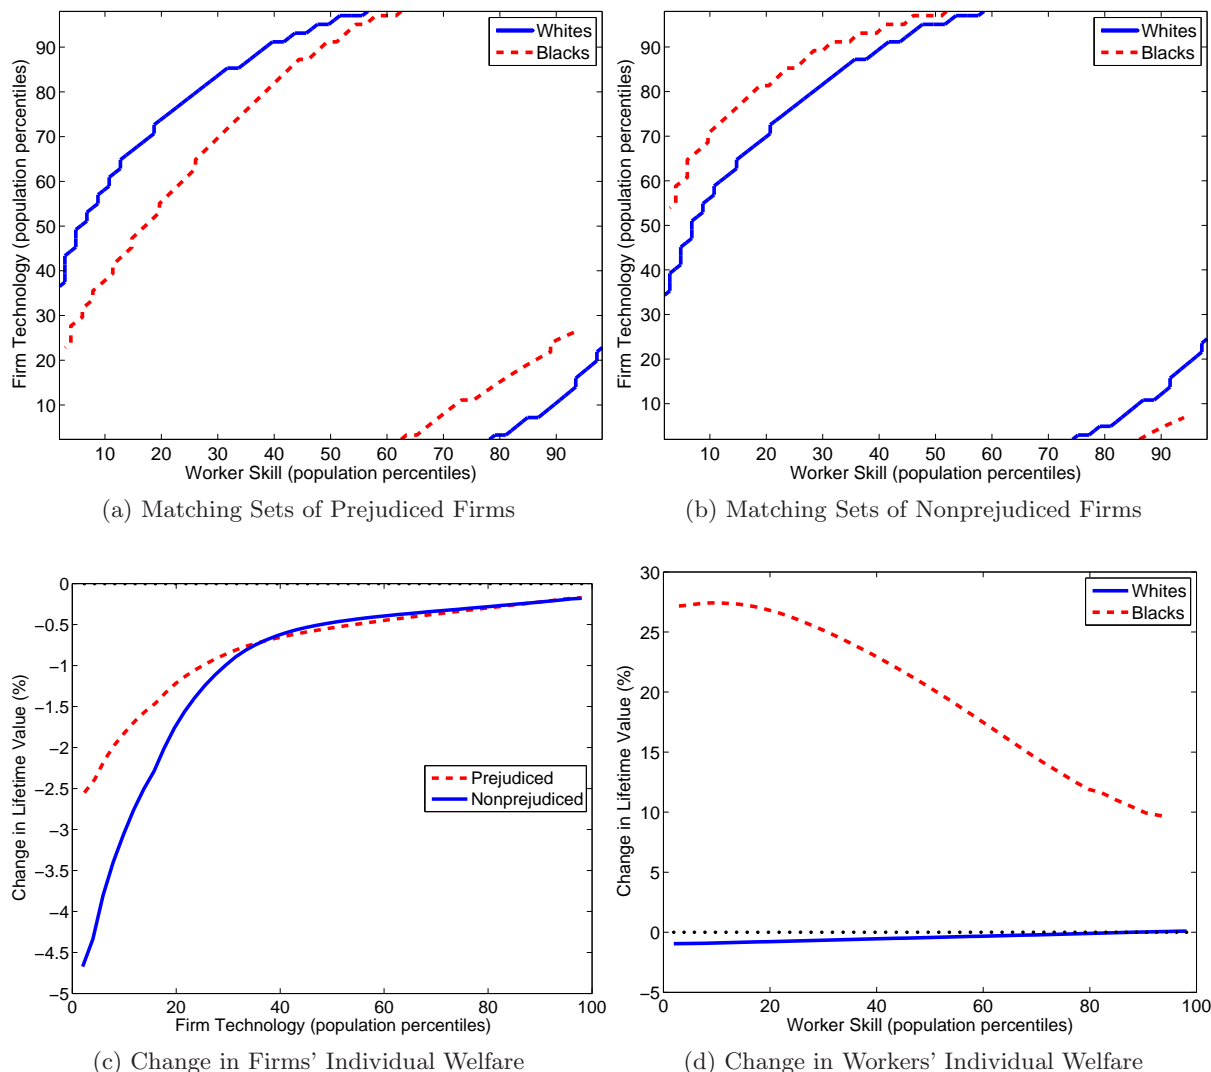 90
80
70
60
50
40
30
20
10
Firm Technology (population percentiles)
Whites
Blacks
10 20 30 40 50 60 70 80 90
Worker Skill (population percentiles)
(a) Matching Sets of Prejudiced Firms
90
80
70
60
50
40
30
20
10
Firm Technology (population percentiles)
Whites
Blacks
10 20 30 40 50 60 70 80 90
Worker Skill (population percentiles)
(b) Matching Sets of Nonprejudiced Firms
0
−0.5
−1
−1.5
−2
−2.5
−3
−3.5
−4
−4.5
−5
Change in Lifetime Value (%)
Prejudiced
Nonprejudiced
0 20 40 60 80 100
Firm Technology (population percentiles)
(c) Change in Firms' Individual Welfare
30
25
20
15
10
5
0
−5
Change in Lifetime Value (%)
Whites
Blacks
0 20 40 60 80 100
Worker Skill (population percentiles)
(d) Change in Workers' Individual Welfare